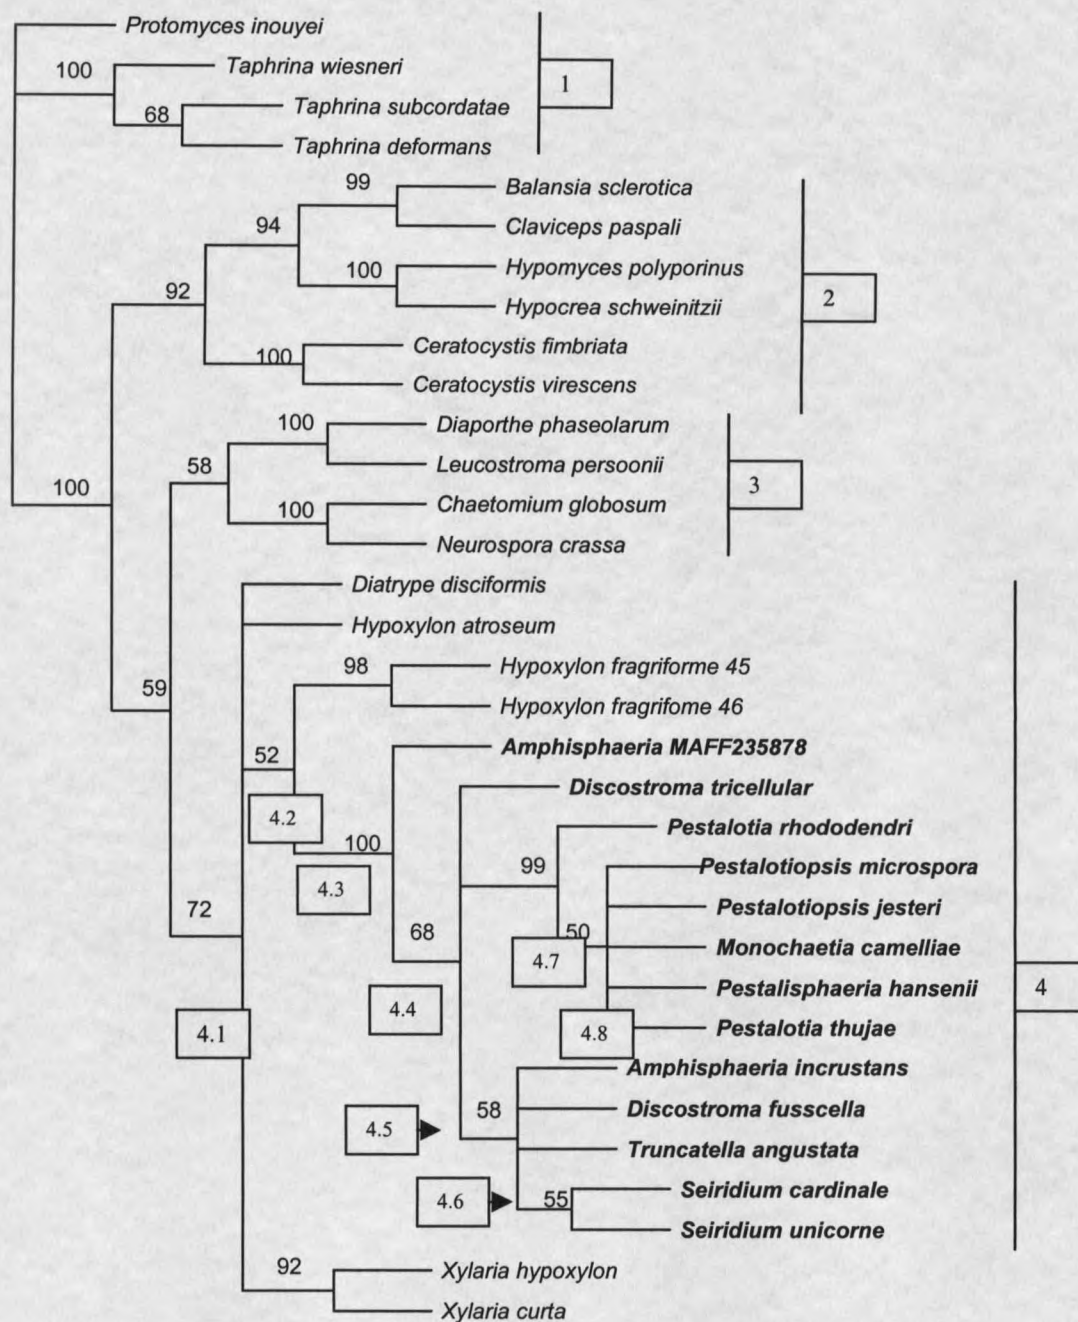 Protomyces inouyei
100
Taphrina wiesneri
1
68
Taphrina subcordatae
Taphrina deformans
99
Balansia sclerotica
94
Claviceps paspali
100
Hypomyces polyporinus
92
2
Hypocrea schweinitzii
100
Ceratocystis fimbriata
Ceratocystis virescens
100
Diaporthe phaseolarum
58
Leucostroma persoonii
100
3
100
Chaetomium globosum
Neurospora crassa
Diatrype disciformis
Hypoxylon atroseum
98
Hypoxylon fragriforme 45
59
Hypoxylon fragrifome 46
52
Amphisphaeria MAFF235878
Discostroma tricellular
4.2
Pestalotia rhododendri
100
99
Pestalotiopsis microspora
4.3
72
Pestalotiopsis jesteri
68
50
Monochaetia camelliae
4.7
Pestalisphaeria hansenii
4
4.4
4.1
4.8
Pestalotia thujae
Amphisphaeria incrustans
58
Discostroma fusscella
4.5
Truncatella angustata
4.6
55
Seiridium cardinale
Seiridium unicorne
92
Xylaria hypoxylon
Xylaria curta